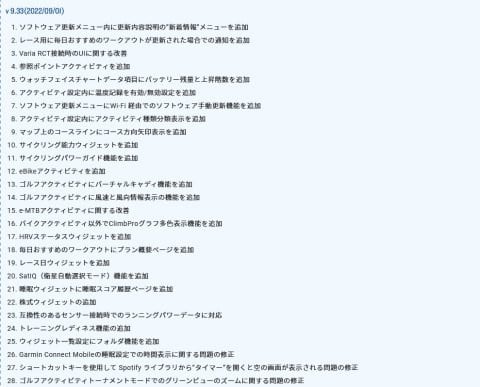 v 9.33(2022/09/0l)
1. ソフトウェア更新メニュー内に更新内容説明の"新着情報"メニューを追加
2. レース用に毎日おすすめのワークアウトが更新された場合での通知を追加
3. Varia RCT接続時のUIに関する改善
4. 参照ポイントアクティビティを追加
5. ウォッチフェイスチャートデータ項目にバッテリー残量と上昇階数を追加
6. アクティビティ設定内に温度記録を有効/無効設定を追加
7. ソフトウェア更新メニューにWi-Fi 経由でのソフトウェア手動更新機能を追加
8. アクティビティ設定内にアクティビティ種類分類表示を追加
9. マップ上のコースラインにコース方向矢印表示を追加
10. サイクリング能力ウィジェットを追加
11. サイクリングパワーガイド機能を追加
12. eBikeアクティビティを追加
13. ゴルフアクティビティにバーチャルキャディ機能を追加
14. ゴルフアクティビティに風速と風向情報表示の機能を追加
15. e-MTBアクティビティに関する改善
16. バイクアクティビティ以外でClimbProグラフ多色表示機能を追加
17. HRVステータスウィジェットを追加
18. 毎日おすすめのワークアウトにプラン概要ページを追加
19. レース日ウィジェットを追加
20. SatIQ（衛星自動選択モード）機能を追加
21. 睡眠ウィジェットに睡眠スコア履歴ページを追加
22. 株式ウィジェットの追加
23. 互換性のあるセンサー接続時でのランニングパワーデータに対応
24. トレーニングレディネス機能の追加
25. ウィジェット一覧設定にフォルダ機能を追加
26. Garmin Connect Mobileの睡眠設定での時間表示に関する問題の修正
27. ショートカットキーを使用して Spotify ライブラリから"タイマー"を開くと空の画面が表示される問題の修正
28. ゴルフアクティビティトーナメントモードでのグリーンビューのズームに関する問題の修正